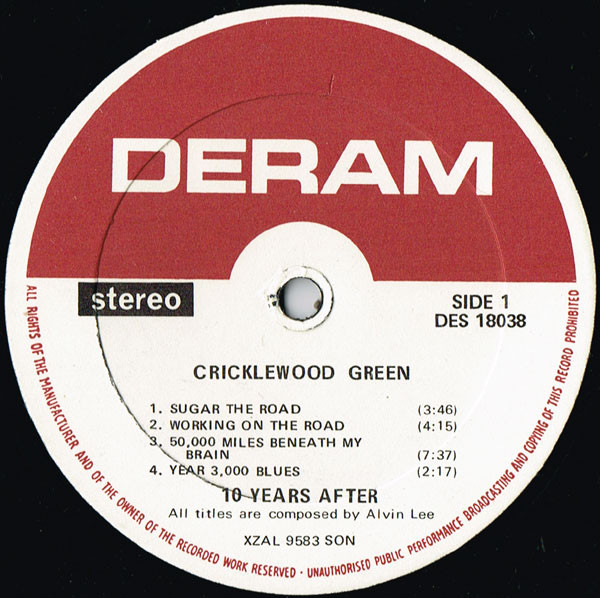 DERAM
stereo
SIDE 1
DES 18038
CRICKLEWOOD GREEN
1. SUGAR THE ROAD (3:46)
2. WORKING ON THE ROAD (4:15)
3. 50,000 MILES BENEATH MY
BRAIN (7:37)
4. YEAR 3,000 BLUES (2:17)
10 YEARS AFTER
All titles are composed by Alvin Lee
XZAL 9583 SON
ALL RIGHTS OF THE MANUFACTURER AND OF THE OWNER OF THE RECORDED WORK RESERVED · UNAUTHORISED PUBLIC PERFORMANCE BROADCASTING AND COPYING OF THIS RECORD PROHIBITED